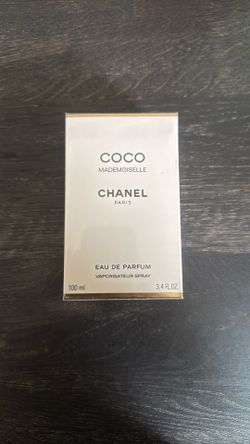 COCO
MADEMOISELLE
CHANEL
PARIS
EAU DE PARFUM
VAPORISATEUR SPRAY
100 ml 3.4 FL.OZ.